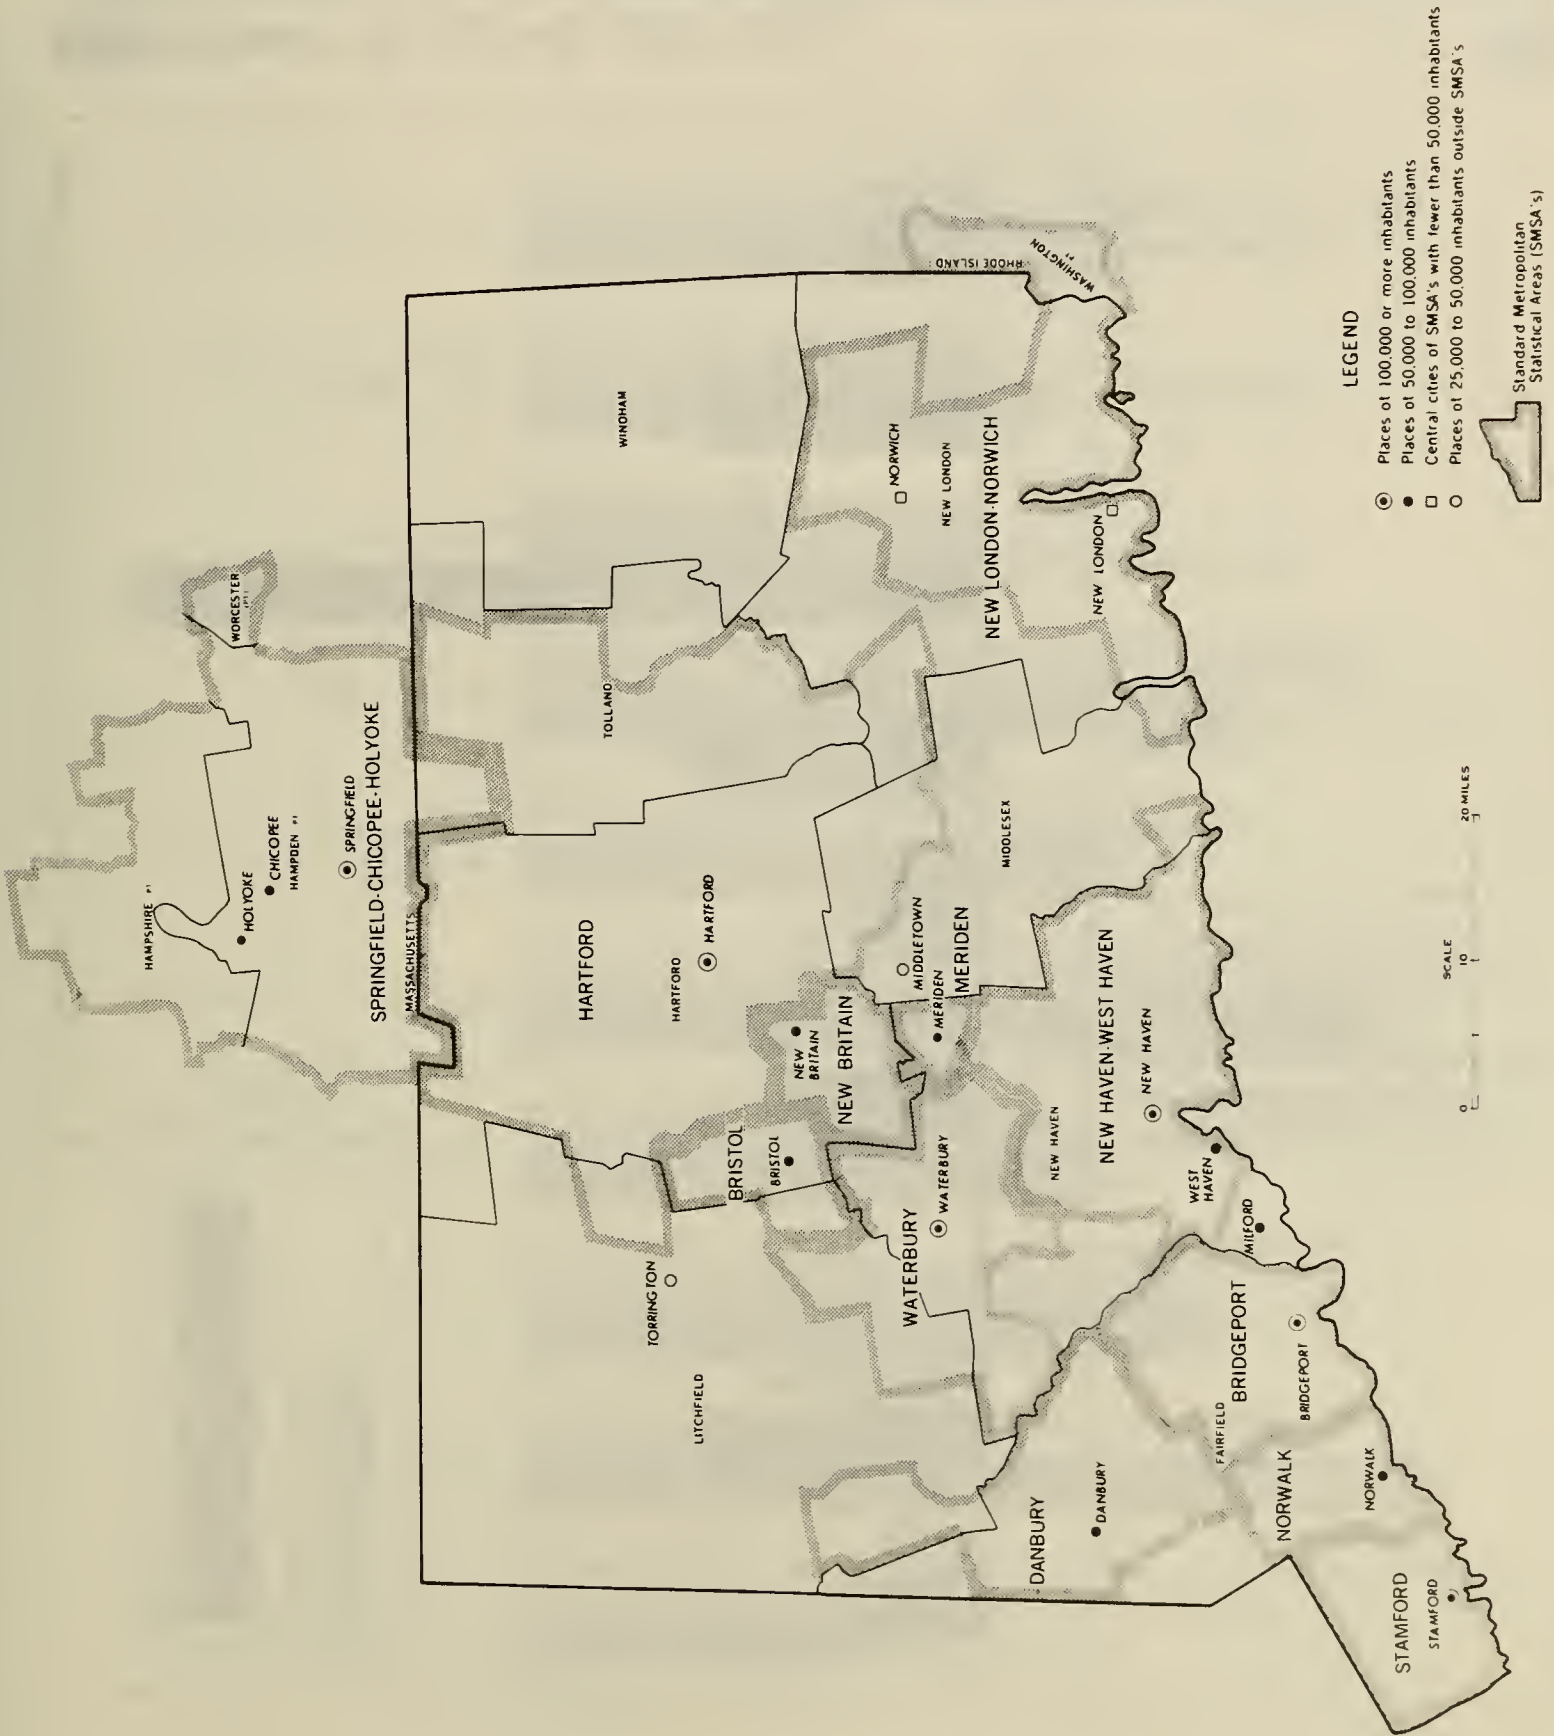 HAMPSHIRE PT
WORCESTER
(PT)
HOLYOKE
CHICOPEE
HAMPDEN PT
SPRINGFIELD
SPRINGFIELD-CHICOPEE-HOLYOKE
MASSACHUSETTS
HARTFORD
TOLLAND
WINDHAM
HARTFORD
HARTFORD
TORRINGTON
LITCHFIELD
BRISTOL
BRISTOL
NEW
BRITAIN
NEW BRITAIN
MIDDLETOWN
MERIDEN
MERIDEN
MIDDLESEX
NORWICH
NEW LONDON
NEW LONDON-NORWICH
NEW LONDON
RHODE ISLAND
WASHINGTON
PT
WATERBURY
WATERBURY
NEW HAVEN
NEW HAVEN-WEST HAVEN
NEW HAVEN
WEST
HAVEN
MILFORD
DANBURY
DANBURY
BRIDGEPORT
FAIRFIELD
BRIDGEPORT
NORWALK
NORWALK
STAMFORD
STAMFORD
SCALE
0 10 20 MILES
LEGEND
Places of 100,000 or more inhabitants
Places of 50,000 to 100,000 inhabitants
Central cities of SMSA's with fewer than 50,000 inhabitants
Places of 25,000 to 50,000 inhabitants outside SMSA's
Standard Metropolitan
Statistical Areas (SMSA's)